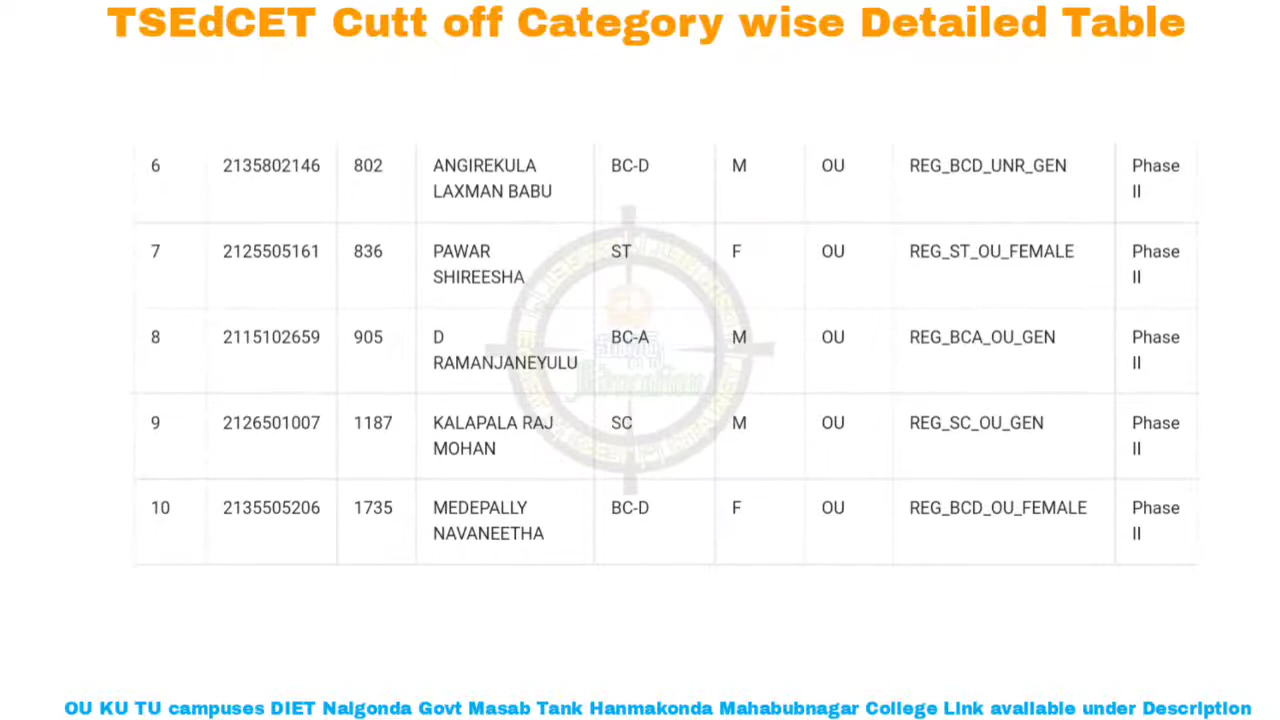 TSEdCET Cutt off Category wise Detailed Table
6 2135802146 802 ANGIREKULA BC-D M OU REG_BCD_UNR_GEN Phase
LAXMAN BABU II
7 2125505161 836 PAWAR ST F OU REG_ST_OU_FEMALE Phase
SHIREESHA II
8 2115102659 905 D BC-A M OU REG_BCA_OU_GEN Phase
RAMANJANEYULU II
9 2126501007 1187 KALAPALA RAJ SC M OU REG_SC_OU_GEN Phase
MOHAN II
10 2135505206 1735 MEDEPALLY BC-D F OU REG_BCD_OU_FEMALE Phase
NAVANEETHA II
OU KU TU campuses DIET Nalgonda Govt Masab Tank Hanmakonda Mahabubnagar College Link available under Description